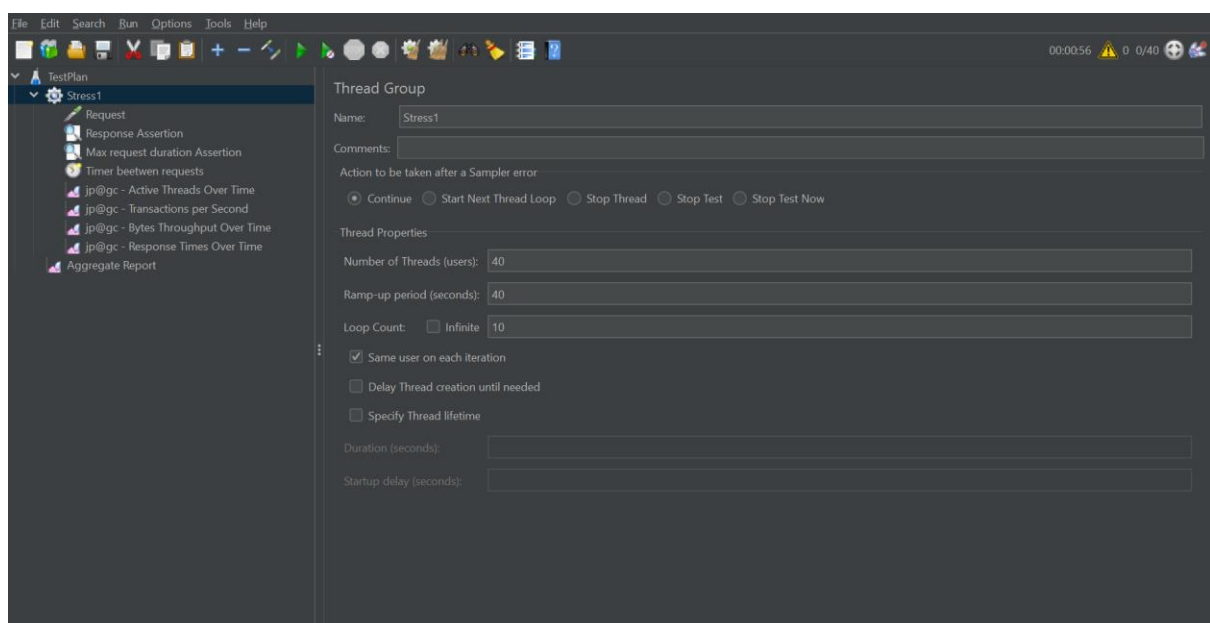 File Edit Search Run Options Tools Help
00:00:56 0 0/40
TestPlan
Stress1
Request
Response Assertion
Max request duration Assertion
Timer beetwen requests
jp@gc - Active Threads Over Time
jp@gc - Transactions per Second
jp@gc - Bytes Throughput Over Time
jp@gc - Response Times Over Time
Aggregate Report
Thread Group
Name: Stress1
Comments:
Action to be taken after a Sampler error
Continue Start Next Thread Loop Stop Thread Stop Test Stop Test Now
Thread Properties
Number of Threads (users): 40
Ramp-up period (seconds): 40
Loop Count: Infinite 10
Same user on each iteration
Delay Thread creation until needed
Specify Thread lifetime
Duration (seconds):
Startup delay (seconds):